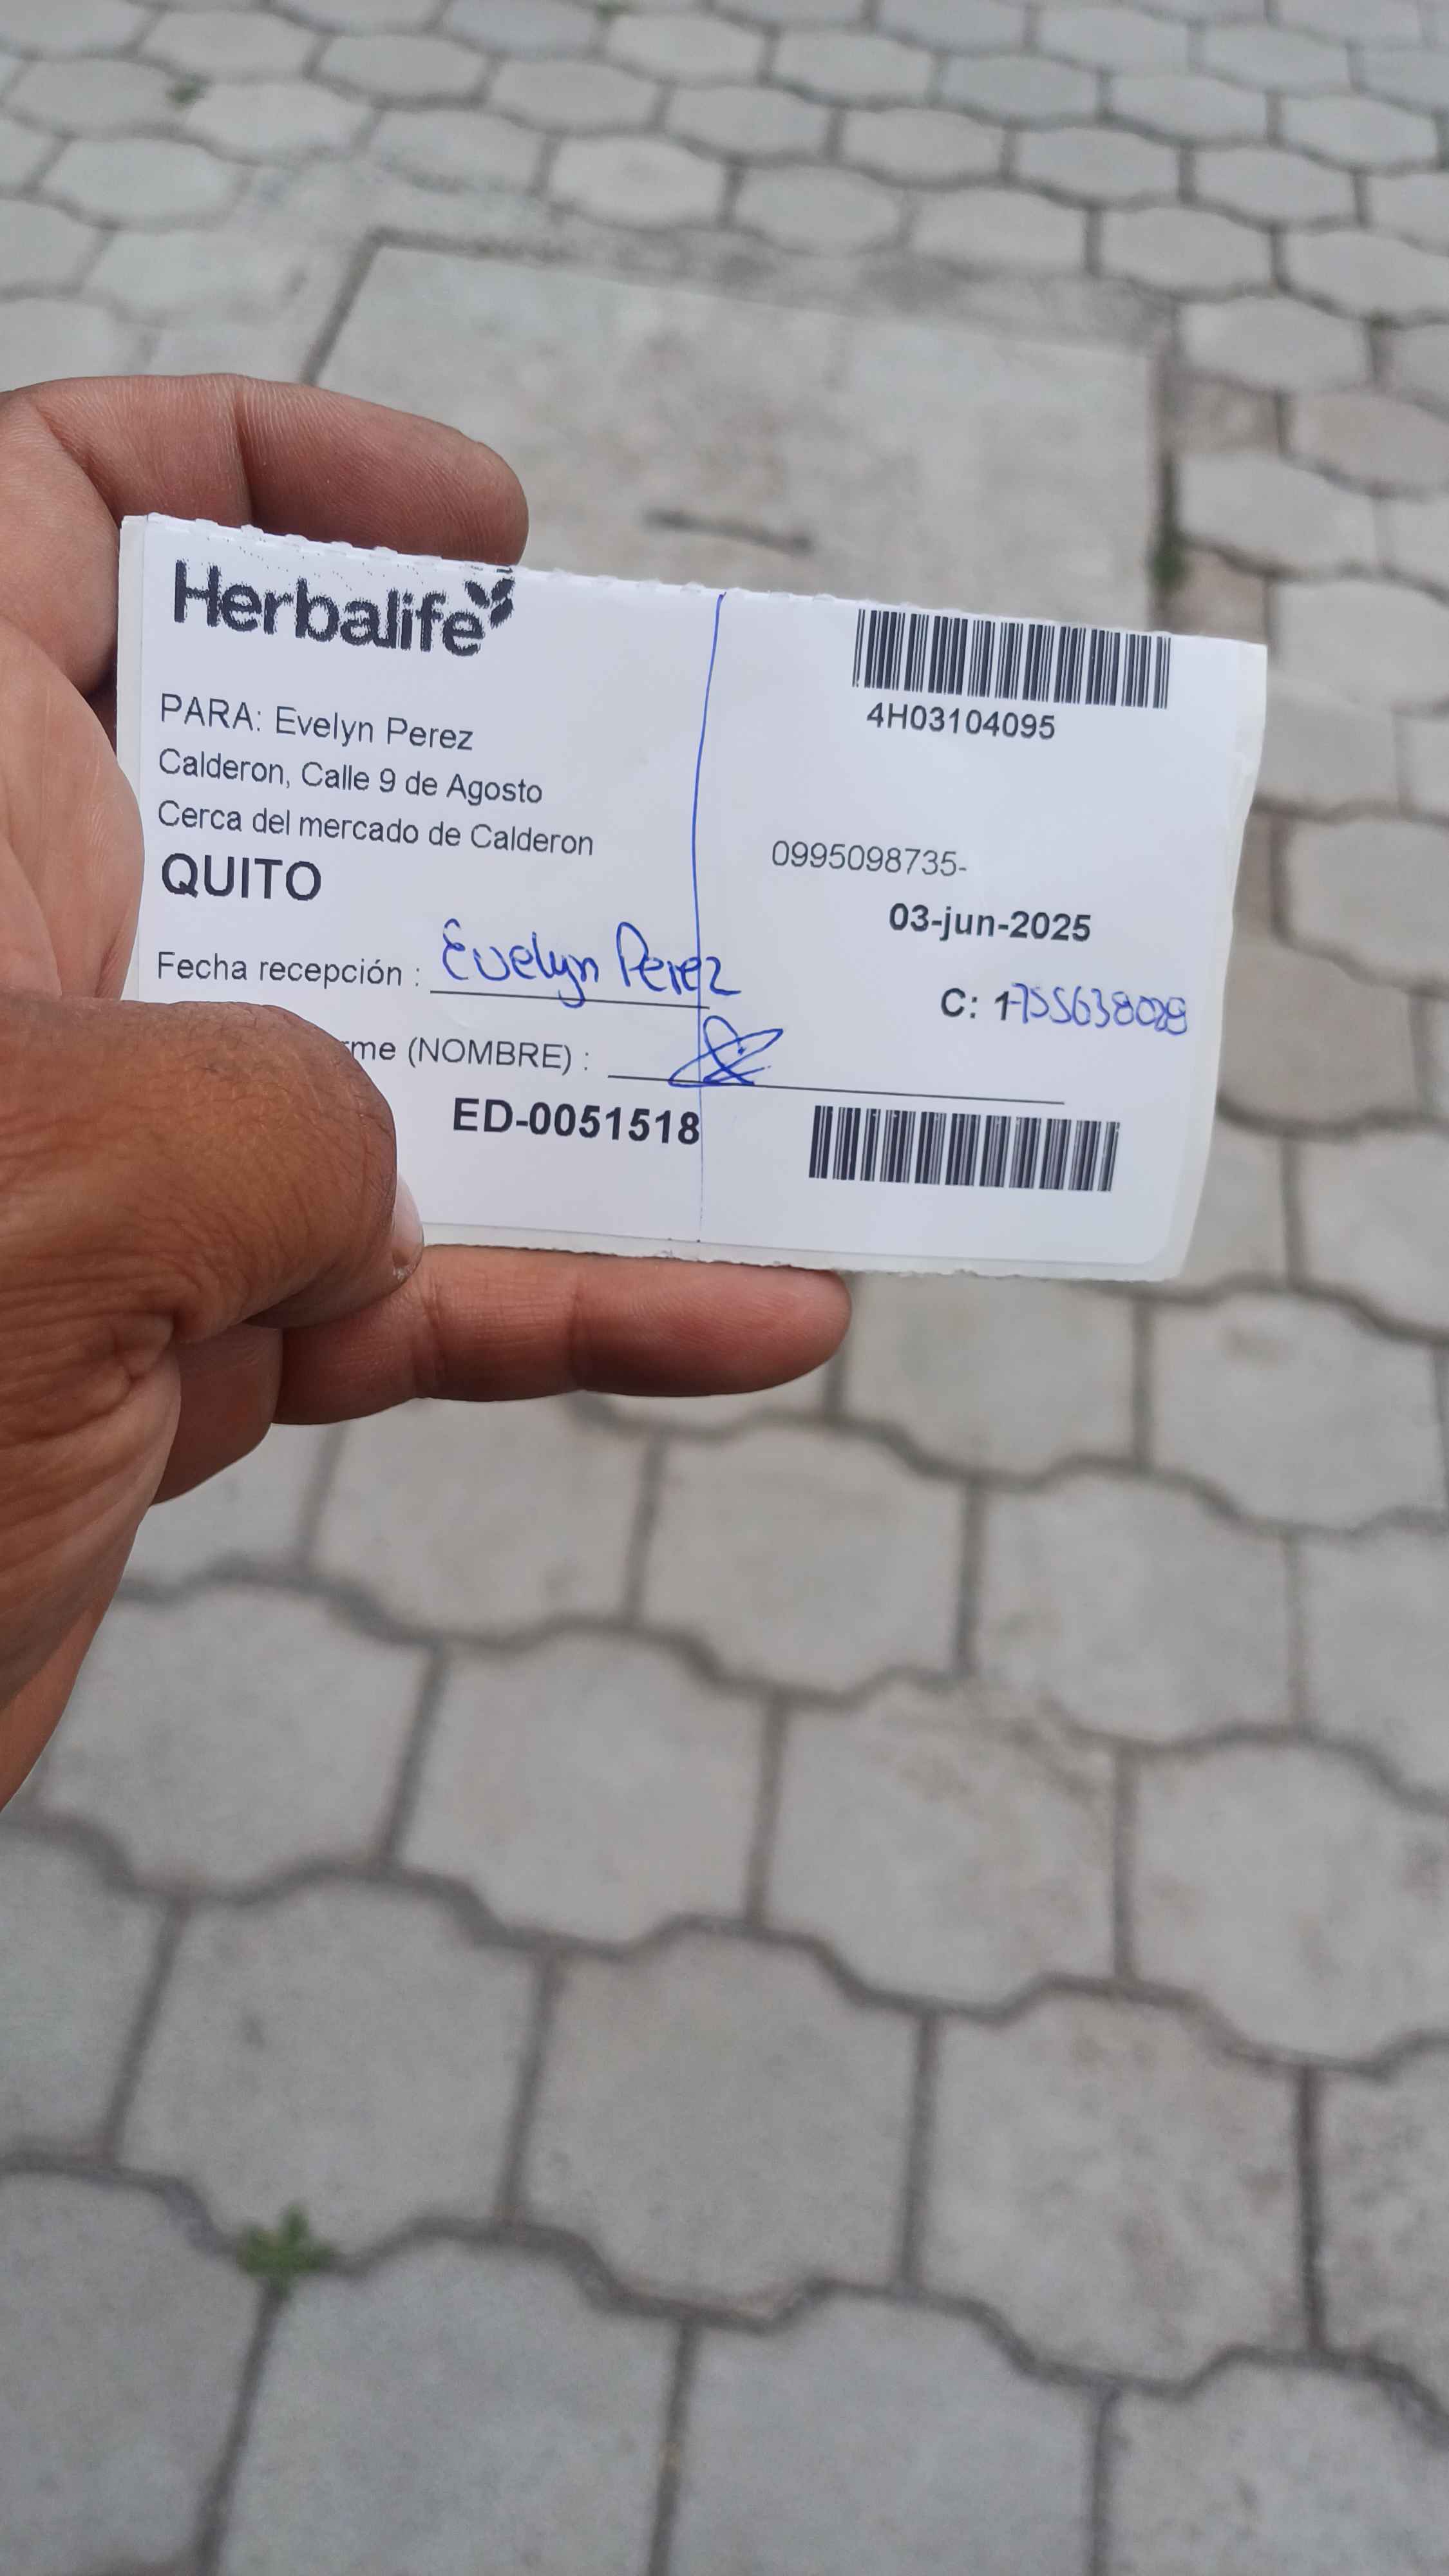 Herbalife
PARA: Evelyn Perez
Calderon, Calle 9 de Agosto
Cerca del mercado de Calderon
QUITO
Fecha recepción : Evelyn Perez
rme (NOMBRE) :
ED-0051518
4H03104095
0995098735-
03-jun-2025
C: 1755638028